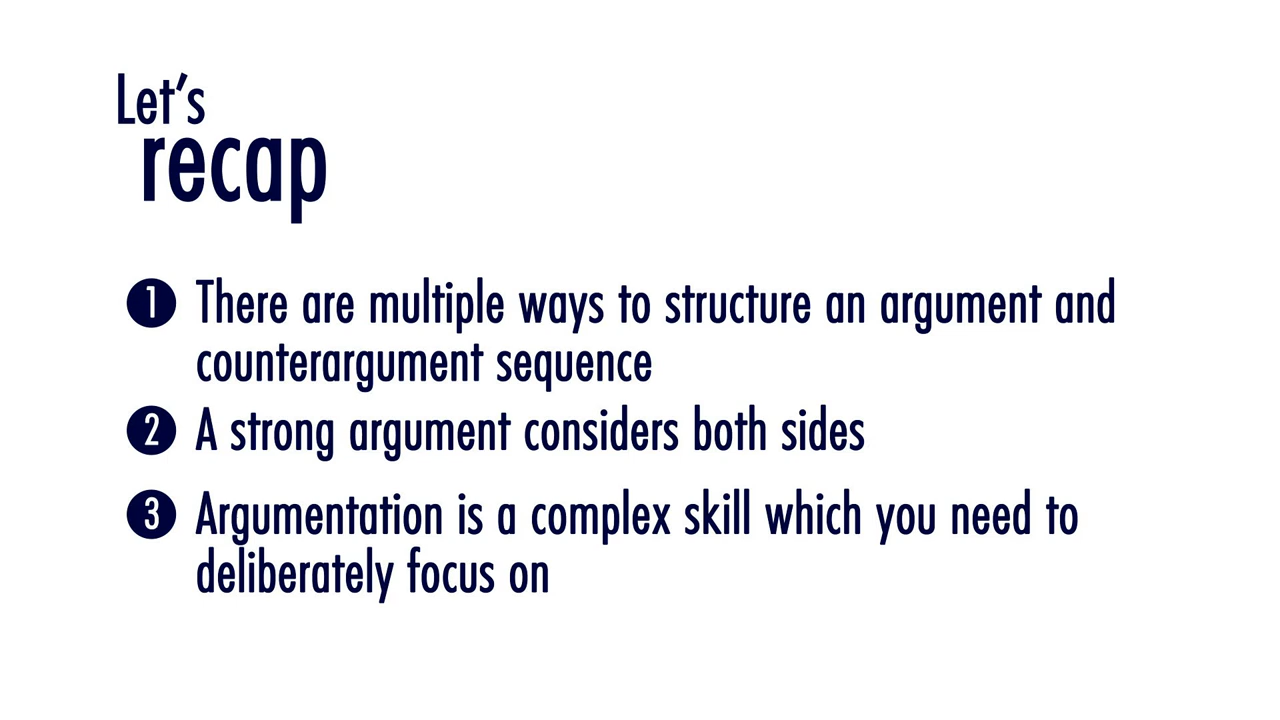 Let’s
recap
1 There are multiple ways to structure an argument and
counterargument sequence
2 A strong argument considers both sides
3 Argumentation is a complex skill which you need to
deliberately focus on